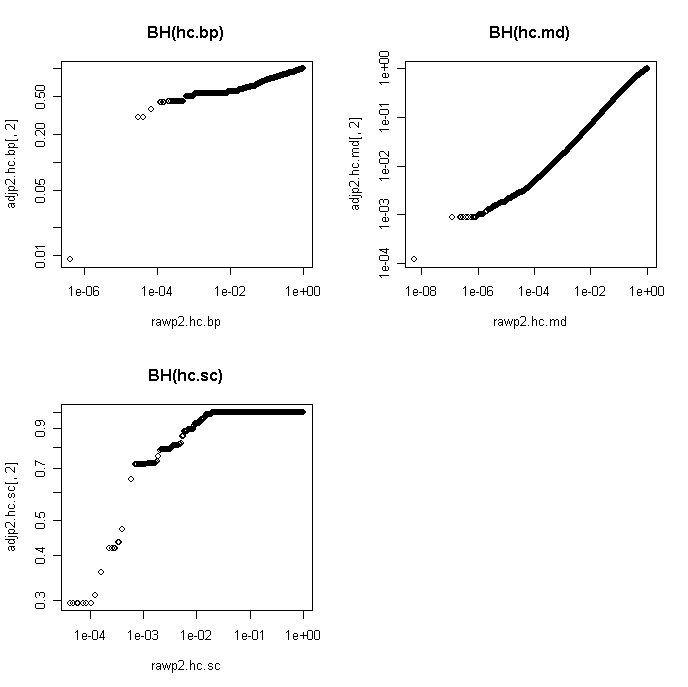 BH(hc.bp)
adjp2.hc.bp[, 2]
0.50
0.20
0.05
0.01
1e-06 1e-04 1e-02 1e+00
rawp2.hc.bp
BH(hc.md)
adjp2.hc.md[, 2]
1e+00
1e-01
1e-02
1e-03
1e-04
1e-08 1e-06 1e-04 1e-02 1e+00
rawp2.hc.md
BH(hc.sc)
adjp2.hc.sc[, 2]
0.9
0.7
0.5
0.4
0.3
1e-04 1e-03 1e-02 1e-01 1e+00
rawp2.hc.sc